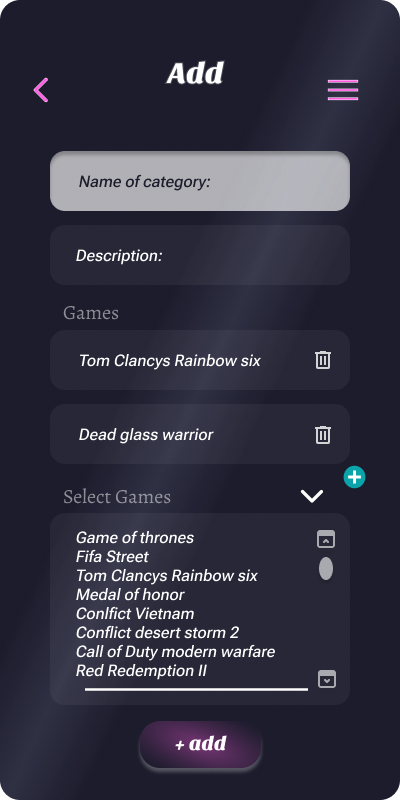 Add
Name of category:
Description:
Games
Tom Clancys Rainbow six
Dead glass warrior
Select Games
Game of thrones
Fifa Street
Tom Clancys Rainbow six
Medal of honor
Conlfict Vietnam
Conflict desert storm 2
Call of Duty modern warfare
Red Redemption II
+ add